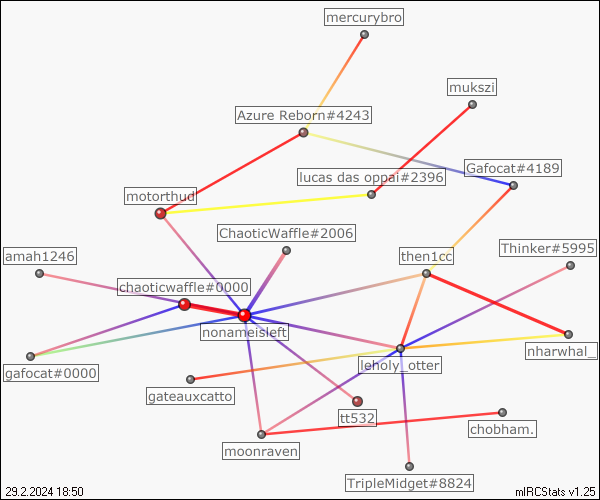 mercurybro
mukszi
Azure Reborn#4243
Gafocat#4189
lucas das oppai#2396
motorthud
ChaoticWaffle#2006
amah1246
then1cc
Thinker#5995
chaoticwaffle#0000
nonameisleft
nharwhal_
leholy_otter
gafocat#0000
gateauxcatto
tt532_
chobham.
moonraven
TripleMidget#8824
29.2.2024 18:50
mIRCStats v1.25